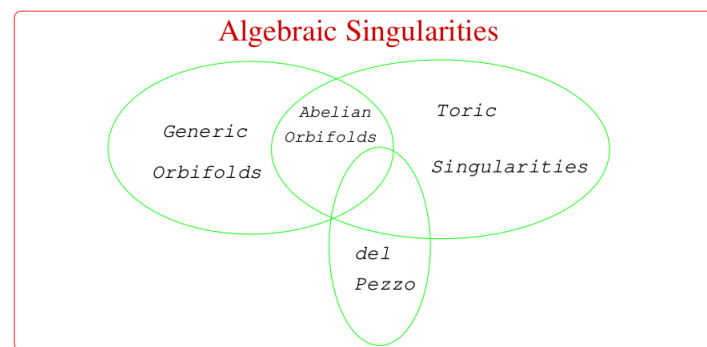 Algebraic Singularities
Generic
Orbifolds
Abelian
Orbifolds
Toric
Singularities
del
Pezzo